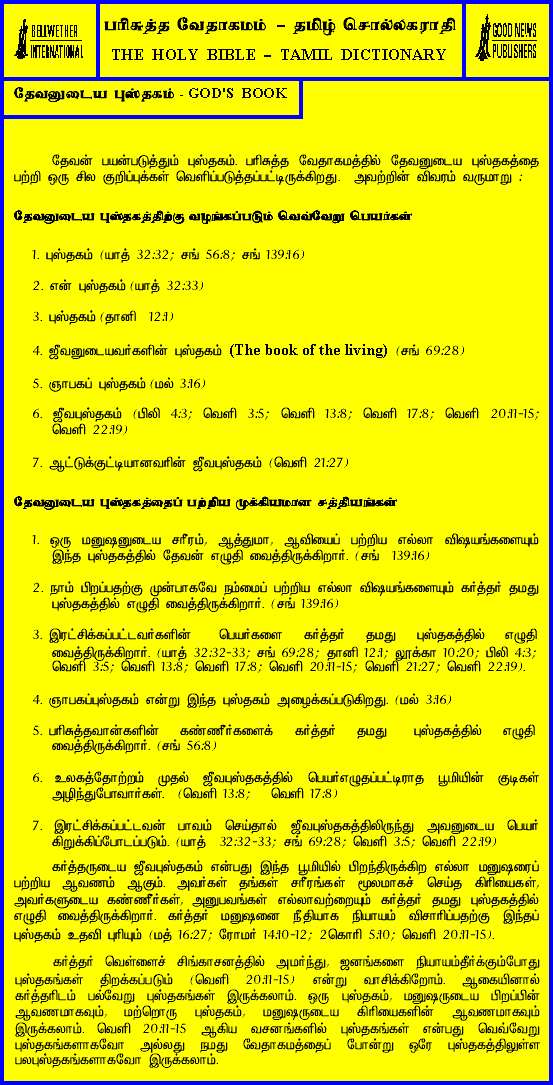 BELLWETHER
INTERNATIONAL
பரிசுத்த வேதாகமம் – தமிழ் சொல்லகராதி
THE HOLY BIBLE – TAMIL DICTIONARY
GOOD NEWS
PUBLISHERS
தேவனுடைய புஸ்தகம் - GOD'S BOOK
தேவன் பயன்படுத்தும் புஸ்தகம். பரிசுத்த வேதாகமத்தில் தேவனுடைய புஸ்தகத்தை
பற்றி ஒரு சில குறிப்புக்கள் வெளிப்படுத்தப்பட்டிருக்கிறது. அவற்றின் விவரம் வருமாறு :
தேவனுடைய புஸ்தகத்திற்கு வழங்கப்படும் வெவ்வேறு பெயர்கள்
1. புஸ்தகம் (யாத் 32:32; சங் 56:8; சங் 139:16)
2. என் புஸ்தகம் (யாத் 32:33)
3. புஸ்தகம் (தானி 12:1)
4. ஜீவனுடையவர்களின் புஸ்தகம் (The book of the living) (சங் 69:28)
5. ஞாபகப் புஸ்தகம் (மல் 3:16)
6. ஜீவபுஸ்தகம் (பிலி 4:3; வெளி 3:5; வெளி 13:8; வெளி 17:8; வெளி 20:11-15;
வெளி 22:19)
7. ஆட்டுக்குட்டியானவரின் ஜீவபுஸ்தகம் (வெளி 21:27)
தேவனுடைய புஸ்தகத்தைப் பற்றிய முக்கியமான சத்தியங்கள்
1. ஒரு மனுஷனுடைய சரீரம், ஆத்துமா, ஆவியைப் பற்றிய எல்லா விஷயங்களையும்
இந்த புஸ்தகத்தில் தேவன் எழுதி வைத்திருக்கிறார். (சங் 139:16)
2. நாம் பிறப்பதற்கு முன்பாகவே நம்மைப் பற்றிய எல்லா விஷயங்களையும் கர்த்தர் தமது
புஸ்தகத்தில் எழுதி வைத்திருக்கிறார். (சங் 139:16)
3. இரட்சிக்கப்பட்டவர்களின் பெயர்களை கர்த்தர் தமது புஸ்தகத்தில் எழுதி
வைத்திருக்கிறார். (யாத் 32:32-33; சங் 69:28; தானி 12:1; லூக்கா 10:20; பிலி 4:3;
வெளி 3:5; வெளி 13:8; வெளி 17:8; வெளி 20:11-15; வெளி 21:27; வெளி 22:19).
4. ஞாபகப்புஸ்தகம் என்று இந்த புஸ்தகம் அழைக்கப்படுகிறது. (மல் 3:16)
5. பரிசுத்தவான்களின் கண்ணீர்களைக் கர்த்தர் தமது புஸ்தகத்தில் எழுதி
வைத்திருக்கிறார். (சங் 56:8)
6. உலகத்தோற்றம் முதல் ஜீவபுஸ்தகத்தில் பெயர்எழுதப்பட்டிராத பூமியின் குடிகள்
அழிந்துபோவார்கள். (வெளி 13:8; வெளி 17:8)
7. இரட்சிக்கப்பட்டவன் பாவம் செய்தால் ஜீவபுஸ்தகத்திலிருந்து அவனுடைய பெயர்
கிறுக்கிப்போடப்படும். (யாத் 32:32-33; சங் 69:28; வெளி 3:5; வெளி 22:19)
கர்த்தருடைய ஜீவபுஸ்தகம் என்பது இந்த பூமியில் பிறந்திருக்கிற எல்லா மனுஷரைப்
பற்றிய ஆவணம் ஆகும். அவர்கள் தங்கள் சரீரங்கள் மூலமாகச் செய்த கிரியைகள்,
அவர்களுடைய கண்ணீர்கள், அனுபவங்கள் எல்லாவற்றையும் கர்த்தர் தமது புஸ்தகத்தில்
எழுதி வைத்திருக்கிறார். கர்த்தர் மனுஷனை நீதியாக நியாயம் விசாரிப்பதற்கு இந்தப்
புஸ்தகம் உதவி புரியும் (மத் 16:27; ரோமர் 14:10-12; 2கொரி 5:10; வெளி 20:11-15).
கர்த்தர் வெள்ளைச் சிங்காசனத்தில் அமர்ந்து, ஜனங்களை நியாயம்தீர்க்கும்போது
புஸ்தகங்கள் திறக்கப்படும் (வெளி 20:11-15) என்று வாசிக்கிறோம். ஆகையினால்
கர்த்தரிடம் பல்வேறு புஸ்தகங்கள் இருக்கலாம். ஒரு புஸ்தகம், மனுஷருடைய பிறப்பின்
ஆவணமாகவும், மற்றொரு புஸ்தகம், மனுஷருடைய கிரியைகளின் ஆவணமாகவும்
இருக்கலாம். வெளி 20:11-15 ஆகிய வசனங்களில் புஸ்தகங்கள் என்பது வெவ்வேறு
புஸ்தகங்களாகவோ அல்லது நமது வேதாகமத்தைப் போன்று ஒரே புஸ்தகத்திலுள்ள
பலபுஸ்தகங்களாகவோ இருக்கலாம்.